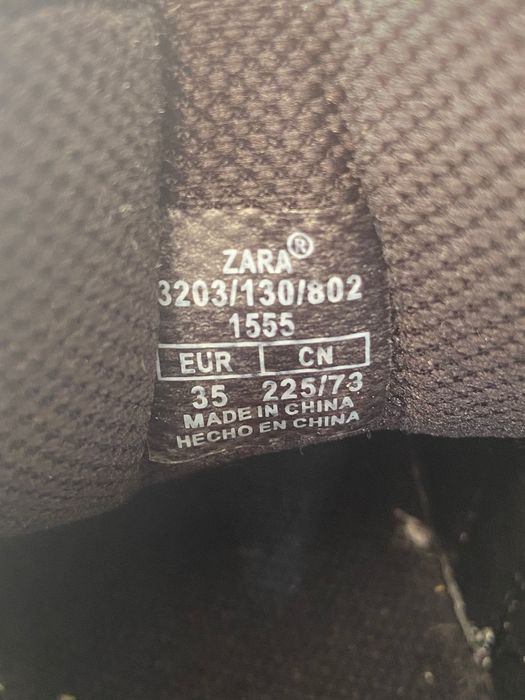 ZARA®
3203/130/802
1555
EUR CN
35 225/73
MADE IN CHINA
HECHO EN CHINA